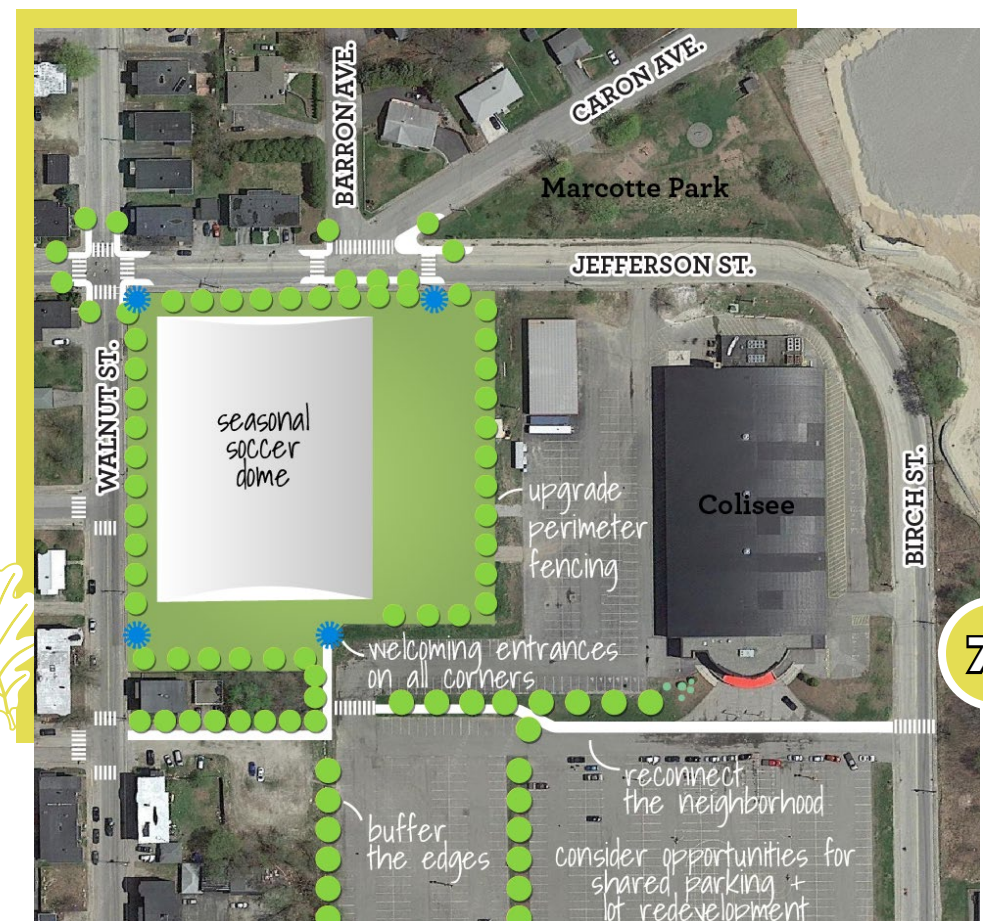 BARRON AVE.
CARON AVE.
Marcotte Park
JEFFERSON ST.
WALNUT ST.
seasonal
soccer
dome
upgrade
perimeter
fencing
Colisee
BIRCH ST.
welcoming entrances
on all corners
7
reconnect
the neighborhood
buffer
the edges
consider opportunities for
shared parking +
lot redevelopment